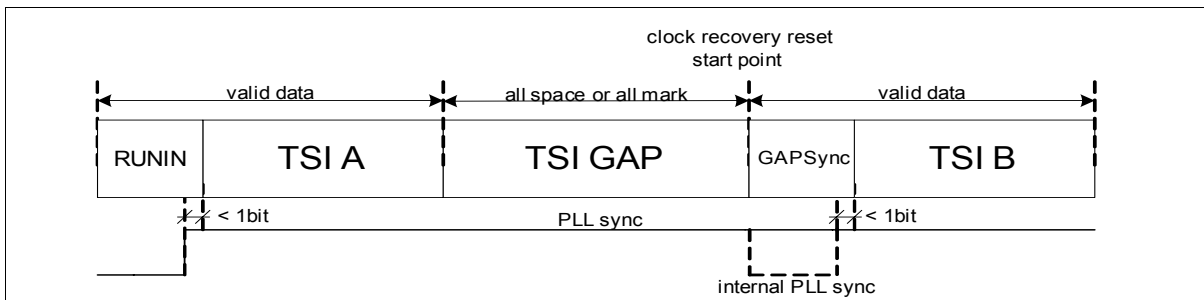 clock recovery reset
start point
valid data
all space or all mark
valid data
RUNIN
TSI A
TSI GAP
GAPSync
TSI B
< 1bit
PLL sync
< 1bit
internal PLL sync